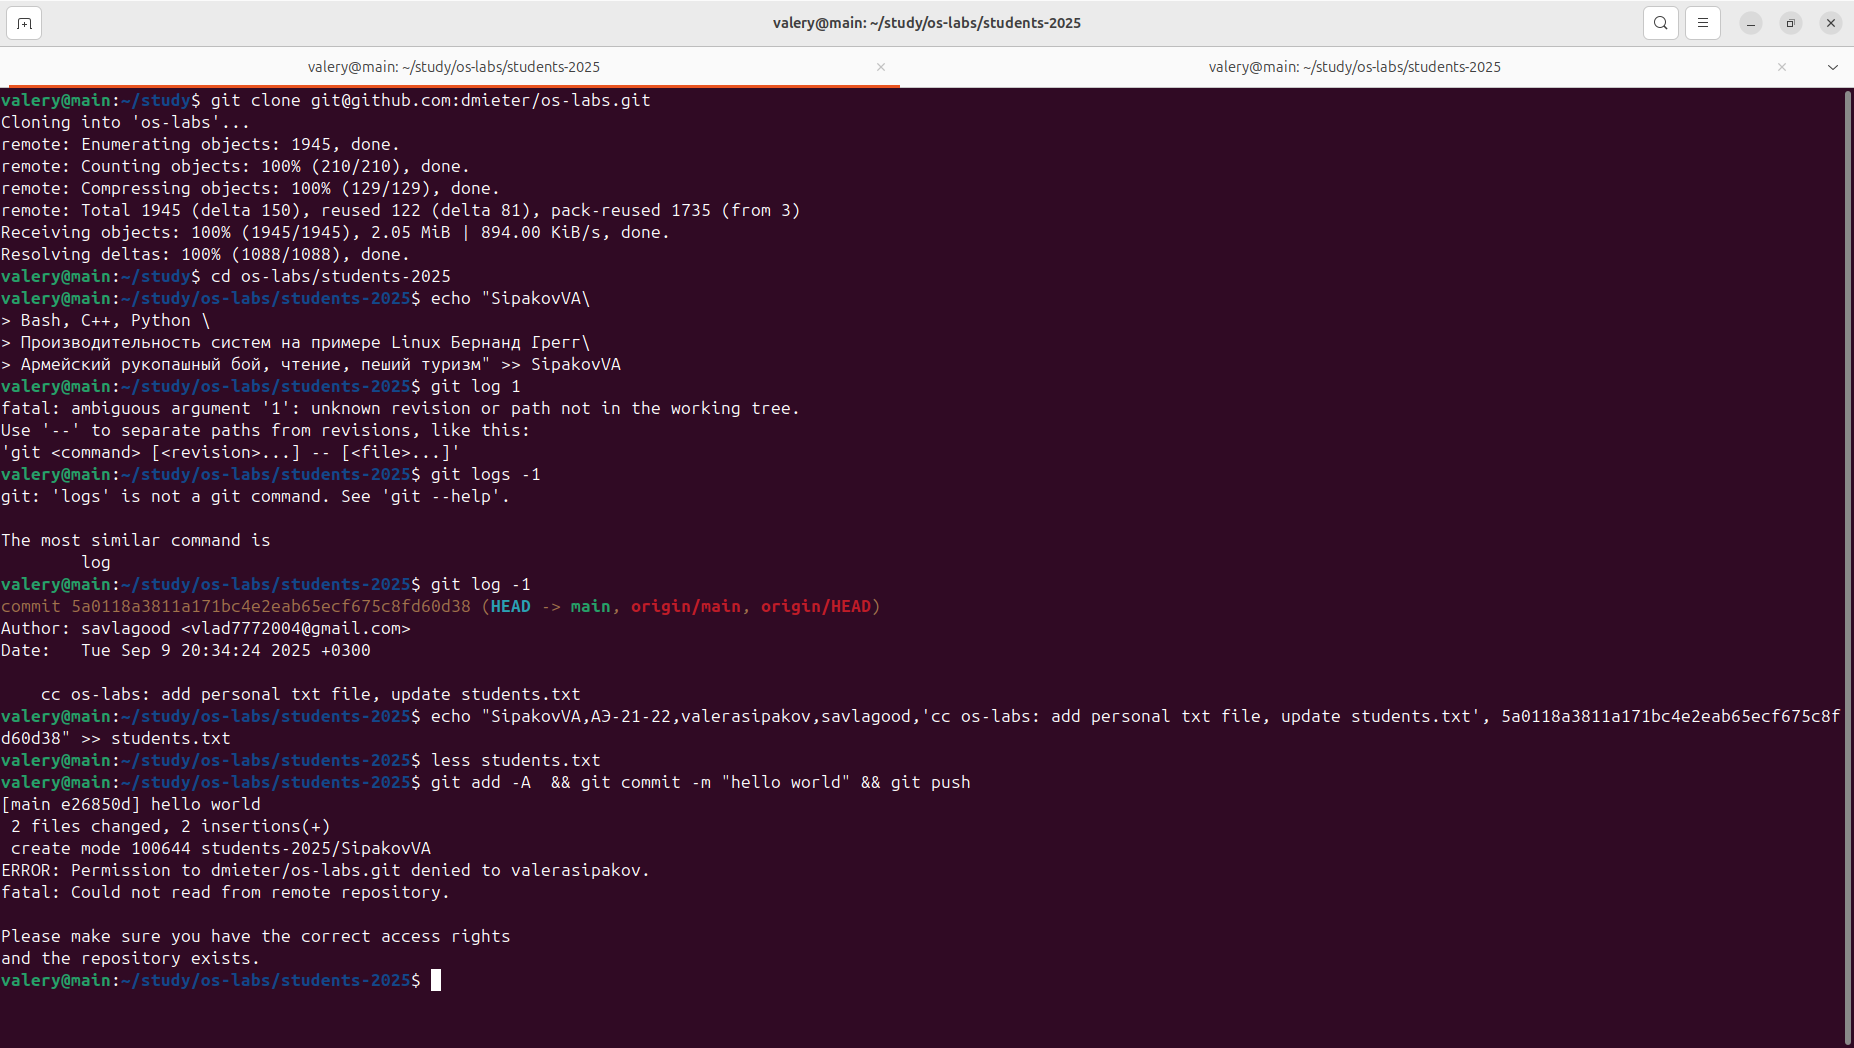 valery@main: ~/study/os-labs/students-2025
valery@main: ~/study/os-labs/students-2025
valery@main: ~/study/os-labs/students-2025
valery@main:~/study$ git clone git@github.com:dmieter/os-labs.git
Cloning into 'os-labs'...
remote: Enumerating objects: 1945, done.
remote: Counting objects: 100% (210/210), done.
remote: Compressing objects: 100% (129/129), done.
remote: Total 1945 (delta 150), reused 122 (delta 81), pack-reused 1735 (from 3)
Receiving objects: 100% (1945/1945), 2.05 MiB | 894.00 KiB/s, done.
Resolving deltas: 100% (1088/1088), done.
valery@main:~/study$ cd os-labs/students-2025
valery@main:~/study/os-labs/students-2025$ echo "SipakovVA\
> Bash, C++, Python \
> Производительность систем на примере Linux Бернанд Грегг\
> Армейский рукопашный бой, чтение, пеший туризм" >> SipakovVA
valery@main:~/study/os-labs/students-2025$ git log 1
fatal: ambiguous argument '1': unknown revision or path not in the working tree.
Use '--' to separate paths from revisions, like this:
'git <command> [<revision>...] -- [<file>...]'
valery@main:~/study/os-labs/students-2025$ git logs -1
git: 'logs' is not a git command. See 'git --help'.
The most similar command is
log
valery@main:~/study/os-labs/students-2025$ git log -1
commit 5a0118a3811a171bc4e2eab65ecf675c8fd60d38 (HEAD -> main, origin/main, origin/HEAD)
Author: savlagood <vlad7772004@gmail.com>
Date:   Tue Sep 9 20:34:24 2025 +0300
cc os-labs: add personal txt file, update students.txt
valery@main:~/study/os-labs/students-2025$ echo "SipakovVA,АЭ-21-22,valerasipakov,savlagood,'cc os-labs: add personal txt file, update students.txt', 5a0118a3811a171bc4e2eab65ecf675c8f
d60d38" >> students.txt
valery@main:~/study/os-labs/students-2025$ less students.txt
valery@main:~/study/os-labs/students-2025$ git add -A  && git commit -m "hello world" && git push
[main e26850d] hello world
2 files changed, 2 insertions(+)
create mode 100644 students-2025/SipakovVA
ERROR: Permission to dmieter/os-labs.git denied to valerasipakov.
fatal: Could not read from remote repository.
Please make sure you have the correct access rights
and the repository exists.
valery@main:~/study/os-labs/students-2025$